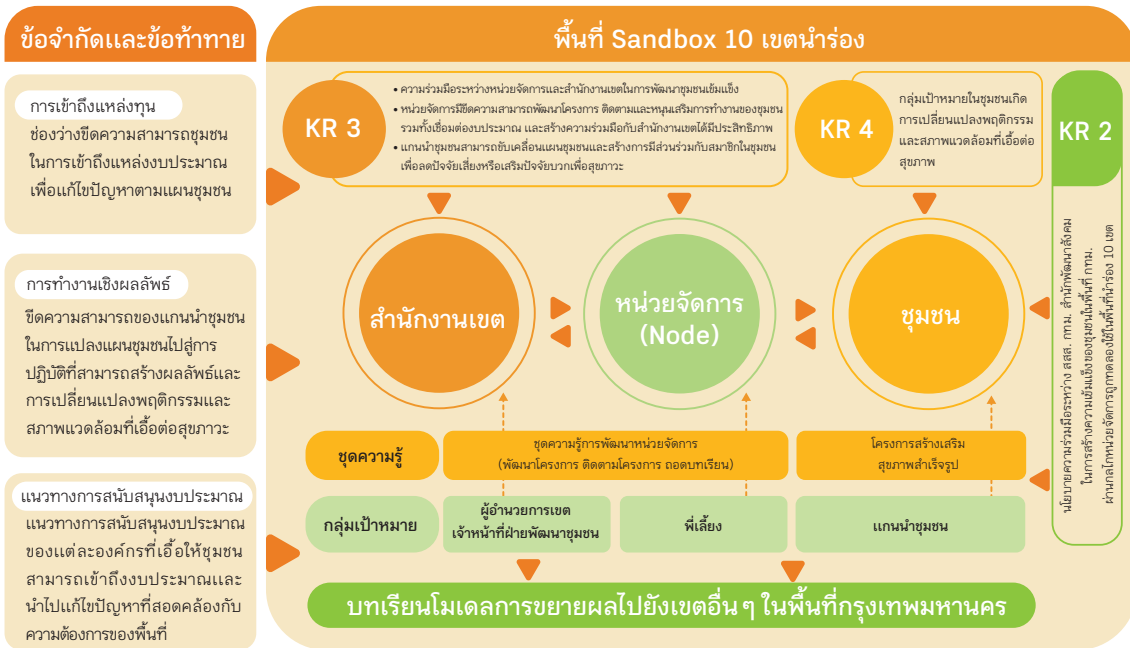 ข้อจำกัดและข้อท้าทาย
การเข้าถึงแหล่งทุน
ช่องว่างขีดความสามารถชุมชน
ในการเข้าถึงแหล่งงบประมาณ
เพื่อแก้ไขปัญหาตามแผนชุมชน
การทำงานเชิงผลลัพธ์
ขีดความสามารถของแกนนำชุมชน
ในการแปลงแผนชุมชนไปสู่การ
ปฏิบัติที่สามารถสร้างผลลัพธ์และ
การเปลี่ยนแปลงพฤติกรรมและ
สภาพแวดล้อมที่เอื้อต่อสุขภาวะ
แนวทางการสนับสนุนงบประมาณ
แนวทางการสนับสนุนงบประมาณ
ของแต่ละองค์กรที่เอื้อให้ชุมชน
สามารถเข้าถึงงบประมาณและ
นำไปแก้ไขปัญหาที่สอดคล้องกับ
ความต้องการของพื้นที่
พื้นที่ Sandbox 10 เขตนำร่อง
KR 3
• ความร่วมมือระหว่างหน่วยจัดการและสำนักงานเขตในการพัฒนาชุมชนเข้มแข็ง
• หน่วยจัดการมีขีดความสามารถพัฒนาโครงการ ติดตามและหนุนเสริมการทำงานของชุมชน
รวมทั้งเชื่อมต่องบประมาณ และสร้างความร่วมมือกับสำนักงานเขตได้มีประสิทธิภาพ
• แกนนำชุมชนสามารถขับเคลื่อนแผนชุมชนและสร้างการมีส่วนร่วมกับสมาชิกในชุมชน
เพื่อลดปัจจัยเสี่ยงหรือเสริมปัจจัยบวกเพื่อสุขภาวะ
KR 4
กลุ่มเป้าหมายในชุมชนเกิด
การเปลี่ยนแปลงพฤติกรรม
และสภาพแวดล้อมที่เอื้อต่อ
สุขภาพ
KR 2
นโยบายความร่วมมือระหว่าง สสส. กทม. สำนักพัฒนาสังคม
ในการสร้างความเข้มแข็งของชุมชนในพื้นที่ กทม.
ผ่านกลไกหน่วยจัดการถูกทดลองใช้ในพื้นที่นำร่อง 10 เขต
สำนักงานเขต
หน่วยจัดการ
(Node)
ชุมชน
ชุดความรู้
ชุดความรู้การพัฒนาหน่วยจัดการ
(พัฒนาโครงการ ติดตามโครงการ ถอดบทเรียน)
โครงการสร้างเสริม
สุขภาพสำเร็จรูป
กลุ่มเป้าหมาย
ผู้อำนวยการเขต
เจ้าหน้าที่ฝ่ายพัฒนาชุมชน
พี่เลี้ยง
แกนนำชุมชน
บทเรียนโมเดลการขยายผลไปยังเขตอื่น ๆ ในพื้นที่กรุงเทพมหานคร